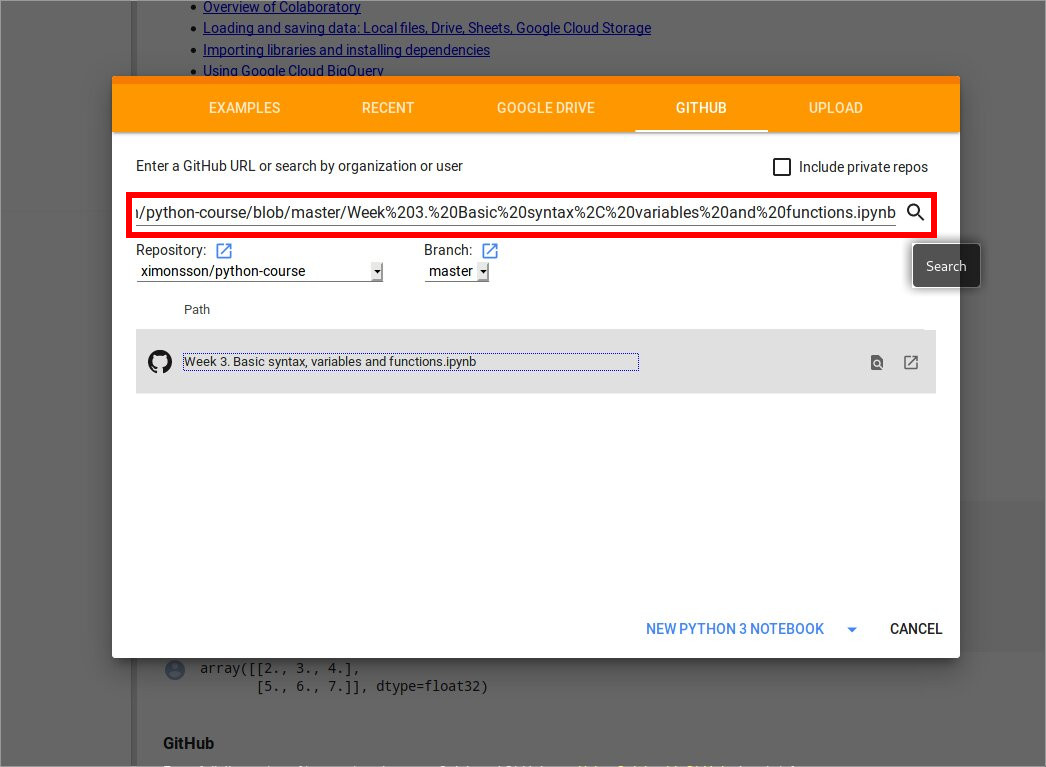 Overview of Colaboratory
Loading and saving data: Local files, Drive, Sheets, Google Cloud Storage
Importing libraries and installing dependencies
Using Google Cloud BigQuery
EXAMPLES RECENT GOOGLE DRIVE GITHUB UPLOAD
Enter a GitHub URL or search by organization or user
Include private repos
/python-course/blob/master/Week%203.%20Basic%20syntax%2C%20variables%20and%20functions.ipynb
Repository: Branch:
ximonsson/python-course master
Search
Path
Week 3. Basic syntax, variables and functions.ipynb
NEW PYTHON 3 NOTEBOOK CANCEL
array([[2., 3., 4.],
[5., 6., 7.]], dtype=float32)
GitHub